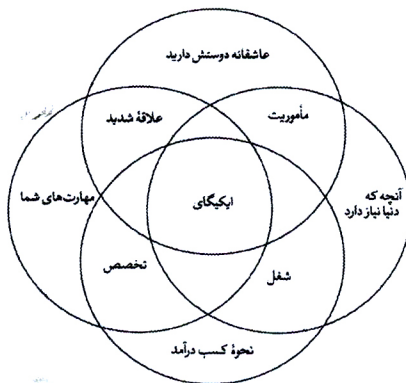 عاشقانه دوستش دارید
مأموریت
علاقهٔ شدید
آنچه که
دنیا نیاز دارد
ایکیگای
مهارت‌های شما
شغل
تخصص
نحوهٔ کسب درآمد